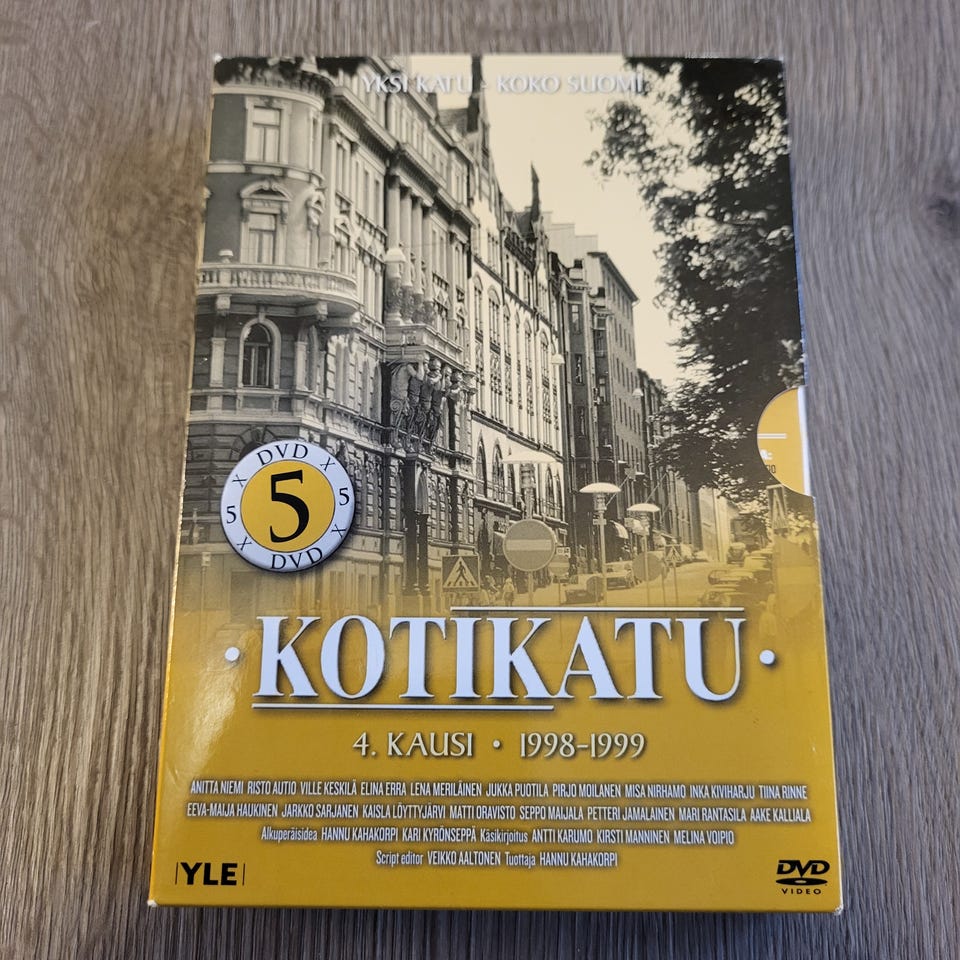 YKSI KATU - KOKO SUOMI
DVD X 5 X DVD X 5 X
5
· KOTIKATU ·
4. KAUSI · 1998-1999
ANITTA NIEMI RISTO AUTIO VILLE KESKILÄ ELINA ERRA LENA MERILÄINEN JUKKA PUOTILA PIRJO MOILANEN MISA NIRHAMO INKA KIVIHARJU TIINA RINNE
EEVA-MAIJA HAUKINEN JARKKO SARJANEN KAISLA LÖYTTYJÄRVI MATTI ORAVISTO SEPPO MAIJALA PETTERI JAMALAINEN MARI RANTASILA AAKE KALLIALA
Alkuperäisidea HANNU KAHAKORPI KARI KYRÖNSEPPÄ Käsikirjoitus ANTTI KARUMO KIRSTI MANNINEN MELINA VOIPIO
Script editor VEIKKO AALTONEN Tuottaja HANNU KAHAKORPI
|YLE|
DVD
VIDEO